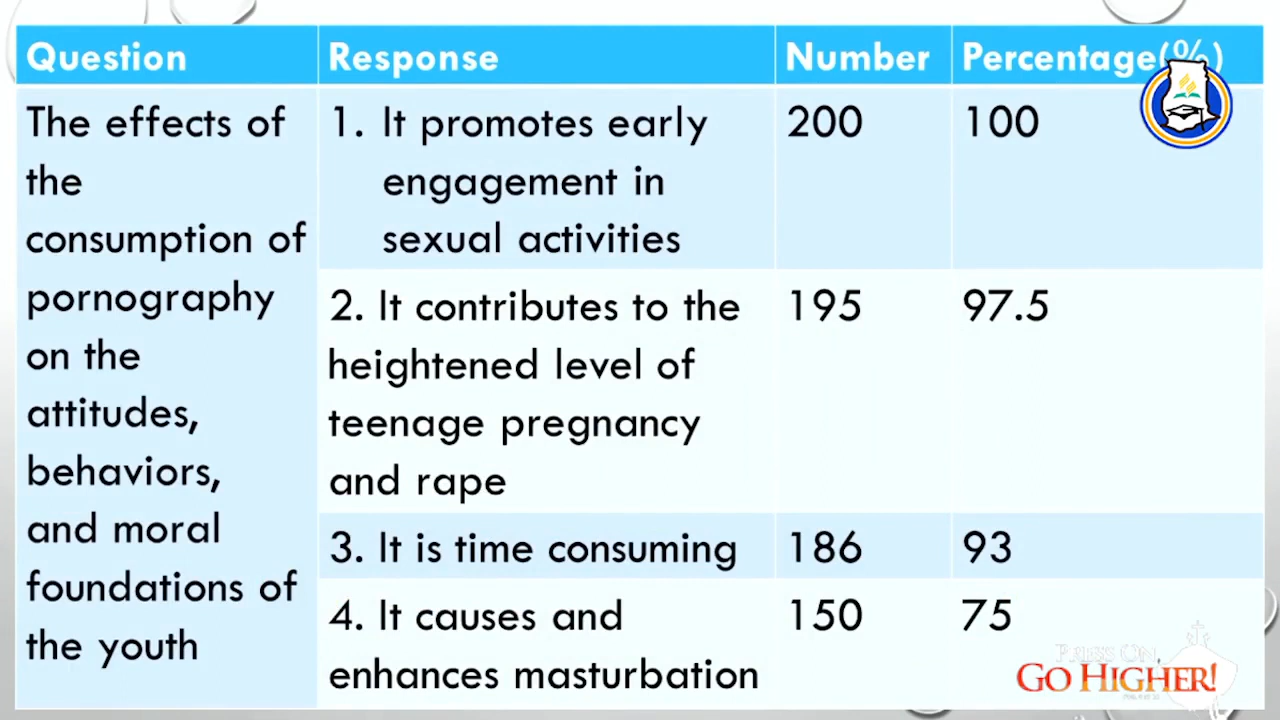 Question Response Number Percentage(%)
The effects of
the
consumption of
pornography
on the
attitudes,
behaviors,
and moral
foundations of
the youth
1. It promotes early
engagement in
sexual activities
200 100
2. It contributes to the
heightened level of
teenage pregnancy
and rape
195 97.5
3. It is time consuming 186 93
4. It causes and
enhances masturbation
150 75
PRESS ON,
GO HIGHER!